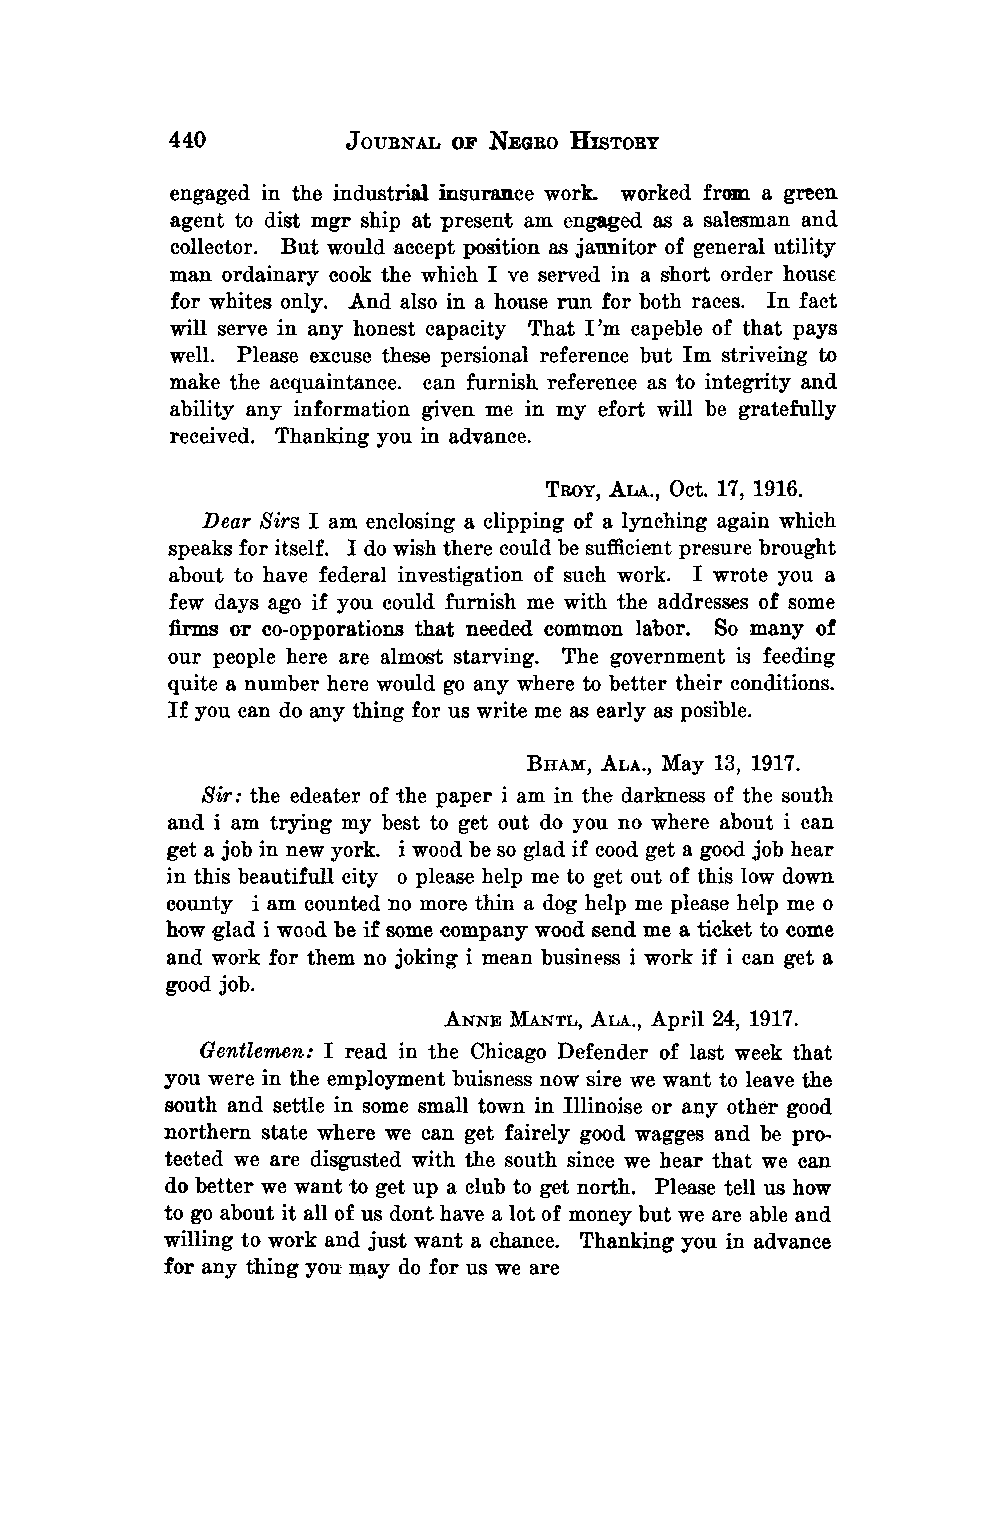 440 JOURNAL OF NEGRO HISTORY
engaged in the industrial insurance work. worked from a green
agent to dist mgr ship at present am engaged as a salesman and
collector. But would accept position as jannitor of general utility
man ordainary cook the which I ve served in a short order house
for whites only. And also in a house run for both races. In fact
will serve in any honest capacity That I'm capeble of that pays
well. Please excuse these persional reference but Im striveing to
make the acquaintance. can furnish reference as to integrity and
ability any information given me in my efort will be gratefully
received. Thanking you in advance.
TROY, ALA., Oct. 17, 1916.
Dear Sirs I am enclosing a clipping of a lynching again which
speaks for itself. I do wish there could be sufficient presure brought
about to have federal investigation of such work. I wrote you a
few days ago if you could furnish me with the addresses of some
firms or co-opporations that needed common labor. So many of
our people here are almost starving. The government is feeding
quite a number here would go any where to better their conditions.
If you can do any thing for us write me as early as posible.
BHAM, ALA., May 13, 1917.
Sir: the edeater of the paper i am in the darkness of the south
and i am trying my best to get out do you no where about i can
get a job in new york. i wood be so glad if cood get a good job hear
in this beautifull city o please help me to get out of this low down
county i am counted no more thin a dog help me please help me o
how glad i wood be if some company wood send me a ticket to come
and work for them no joking i mean business i work if i can get a
good job.
ANNE MANTL, ALA., April 24, 1917.
Gentlemen: I read in the Chicago Defender of last week that
you were in the employment buisness now sire we want to leave the
south and settle in some small town in Illinoise or any other good
northern state where we can get fairely good wagges and be pro-
tected we are disgusted with the south since we hear that we can
do better we want to get up a club to get north. Please tell us how
to go about it all of us dont have a lot of money but we are able and
willing to work and just want a chance. Thanking you in advance
for any thing you may do for us we are